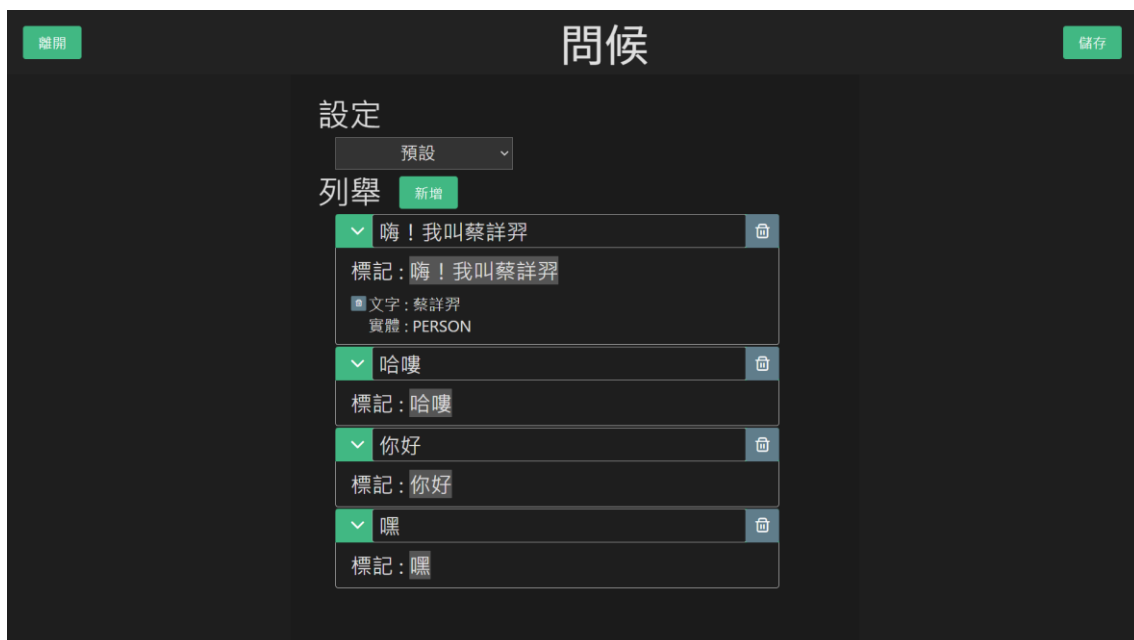 離開
問候
儲存
設定
預設
列舉 新增
嗨！我叫蔡詳羿
標記 : 嗨！我叫蔡詳羿
文字 : 蔡詳羿
實體 : PERSON
哈嘍
標記 : 哈嘍
你好
標記 : 你好
嘿
標記 : 嘿